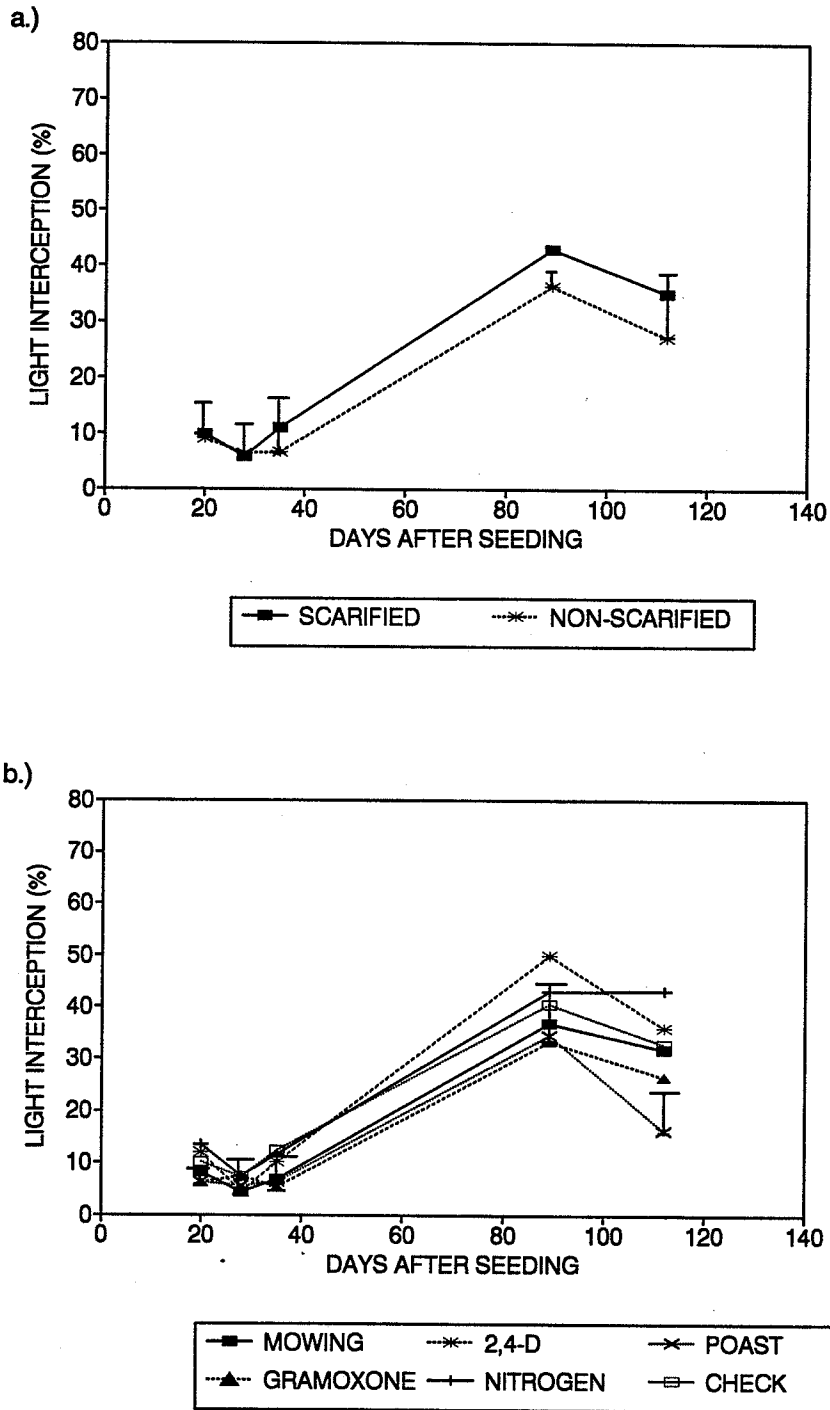 a.)
80
70
60
50
40
30
20
10
0
LIGHT INTERCEPTION (%)
0 20 40 60 80 100 120 140
DAYS AFTER SEEDING
SCARIFIED NON-SCARIFIED
b.)
80
70
60
50
40
30
20
10
0
LIGHT INTERCEPTION (%)
0 20 40 60 80 100 120 140
DAYS AFTER SEEDING
MOWING 2,4-D POAST
GRAMOXONE NITROGEN CHECK